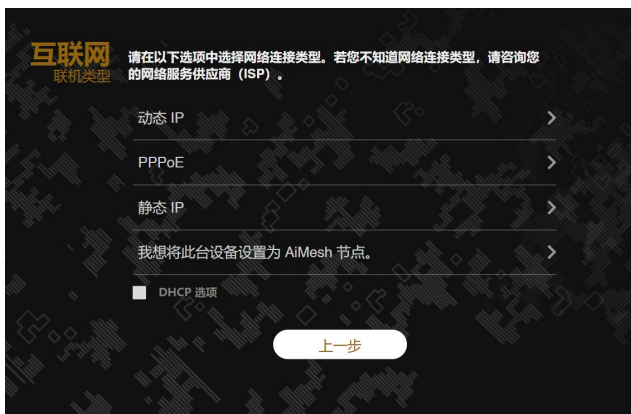 互联网
联机类型
请在以下选项中选择网络连接类型。若您不知道网络连接类型，请咨询您
的网络服务供应商（ISP）。
动态 IP
PPPoE
静态 IP
我想将此台设备设置为 AiMesh 节点。
DHCP 选项
上一步